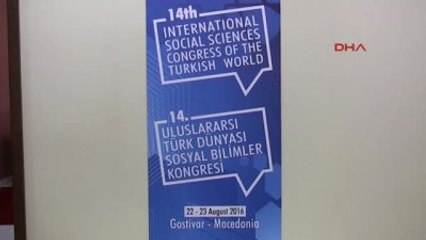 14th
INTERNATIONAL
SOCIAL SCIENCES
CONGRESS OF THE
TURKISH WORLD
DHA
14.
ULUSLARARSI
TÜRK DÜNYASI
SOSYAL BİLİMLER
KONGRESİ
22 - 23 August 2016
Gostivar - Macedonia